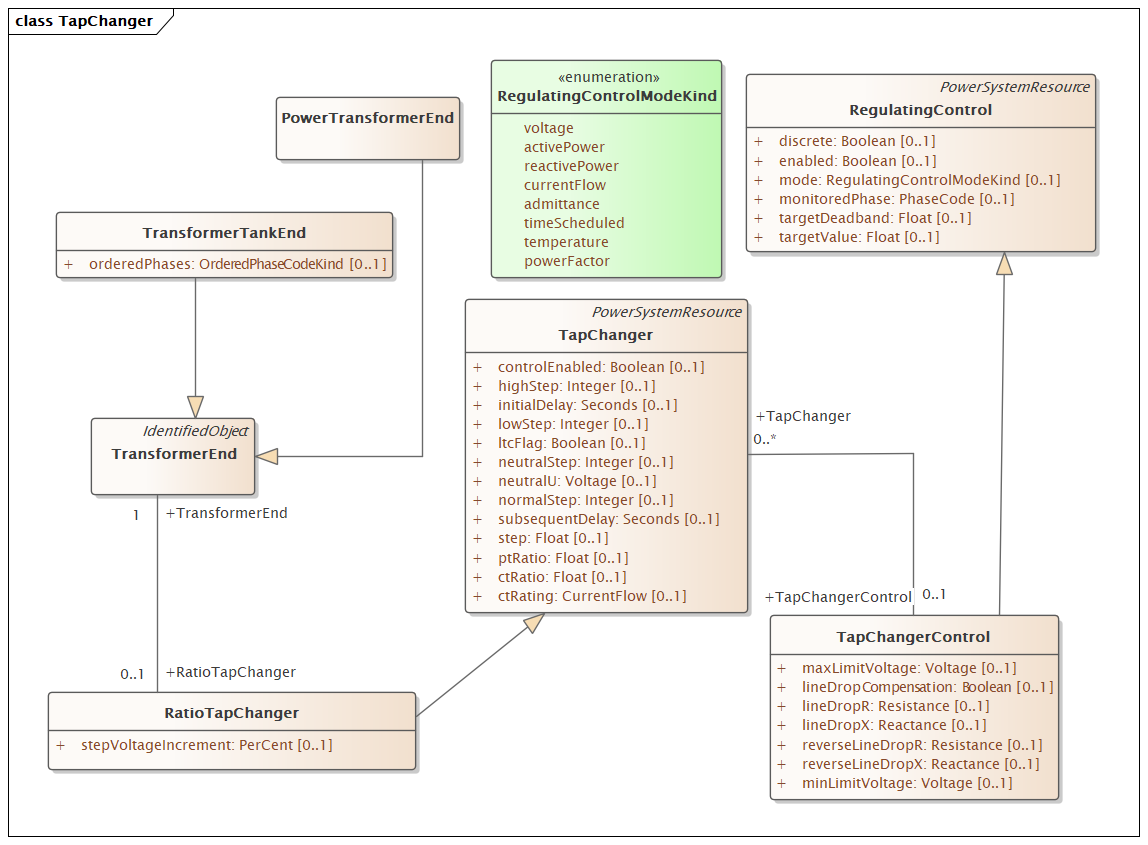 class TapChanger
«enumeration»
RegulatingControlModeKind
voltage
activePower
reactivePower
currentFlow
admittance
timeScheduled
temperature
powerFactor
PowerSystemResource
RegulatingControl
+ discrete: Boolean [0..1]
+ enabled: Boolean [0..1]
+ mode: RegulatingControlModeKind [0..1]
+ monitoredPhase: PhaseCode [0..1]
+ targetDeadband: Float [0..1]
+ targetValue: Float [0..1]
PowerTransformerEnd
TransformerTankEnd
+ orderedPhases: OrderedPhaseCodeKind [0..1]
PowerSystemResource
TapChanger
+ controlEnabled: Boolean [0..1]
+ highStep: Integer [0..1]
+ initialDelay: Seconds [0..1]
+ lowStep: Integer [0..1]
+ ltcFlag: Boolean [0..1]
+ neutralStep: Integer [0..1]
+ neutralU: Voltage [0..1]
+ normalStep: Integer [0..1]
+ subsequentDelay: Seconds [0..1]
+ step: Float [0..1]
+ ptRatio: Float [0..1]
+ ctRatio: Float [0..1]
+ ctRating: CurrentFlow [0..1]
+TapChanger
0..*
IdentifiedObject
TransformerEnd
1 +TransformerEnd
+TapChangerControl 0..1
TapChangerControl
+ maxLimitVoltage: Voltage [0..1]
+ lineDropCompensation: Boolean [0..1]
+ lineDropR: Resistance [0..1]
+ lineDropX: Reactance [0..1]
+ reverseLineDropR: Resistance [0..1]
+ reverseLineDropX: Reactance [0..1]
+ minLimitVoltage: Voltage [0..1]
0..1 +RatioTapChanger
RatioTapChanger
+ stepVoltageIncrement: PerCent [0..1]